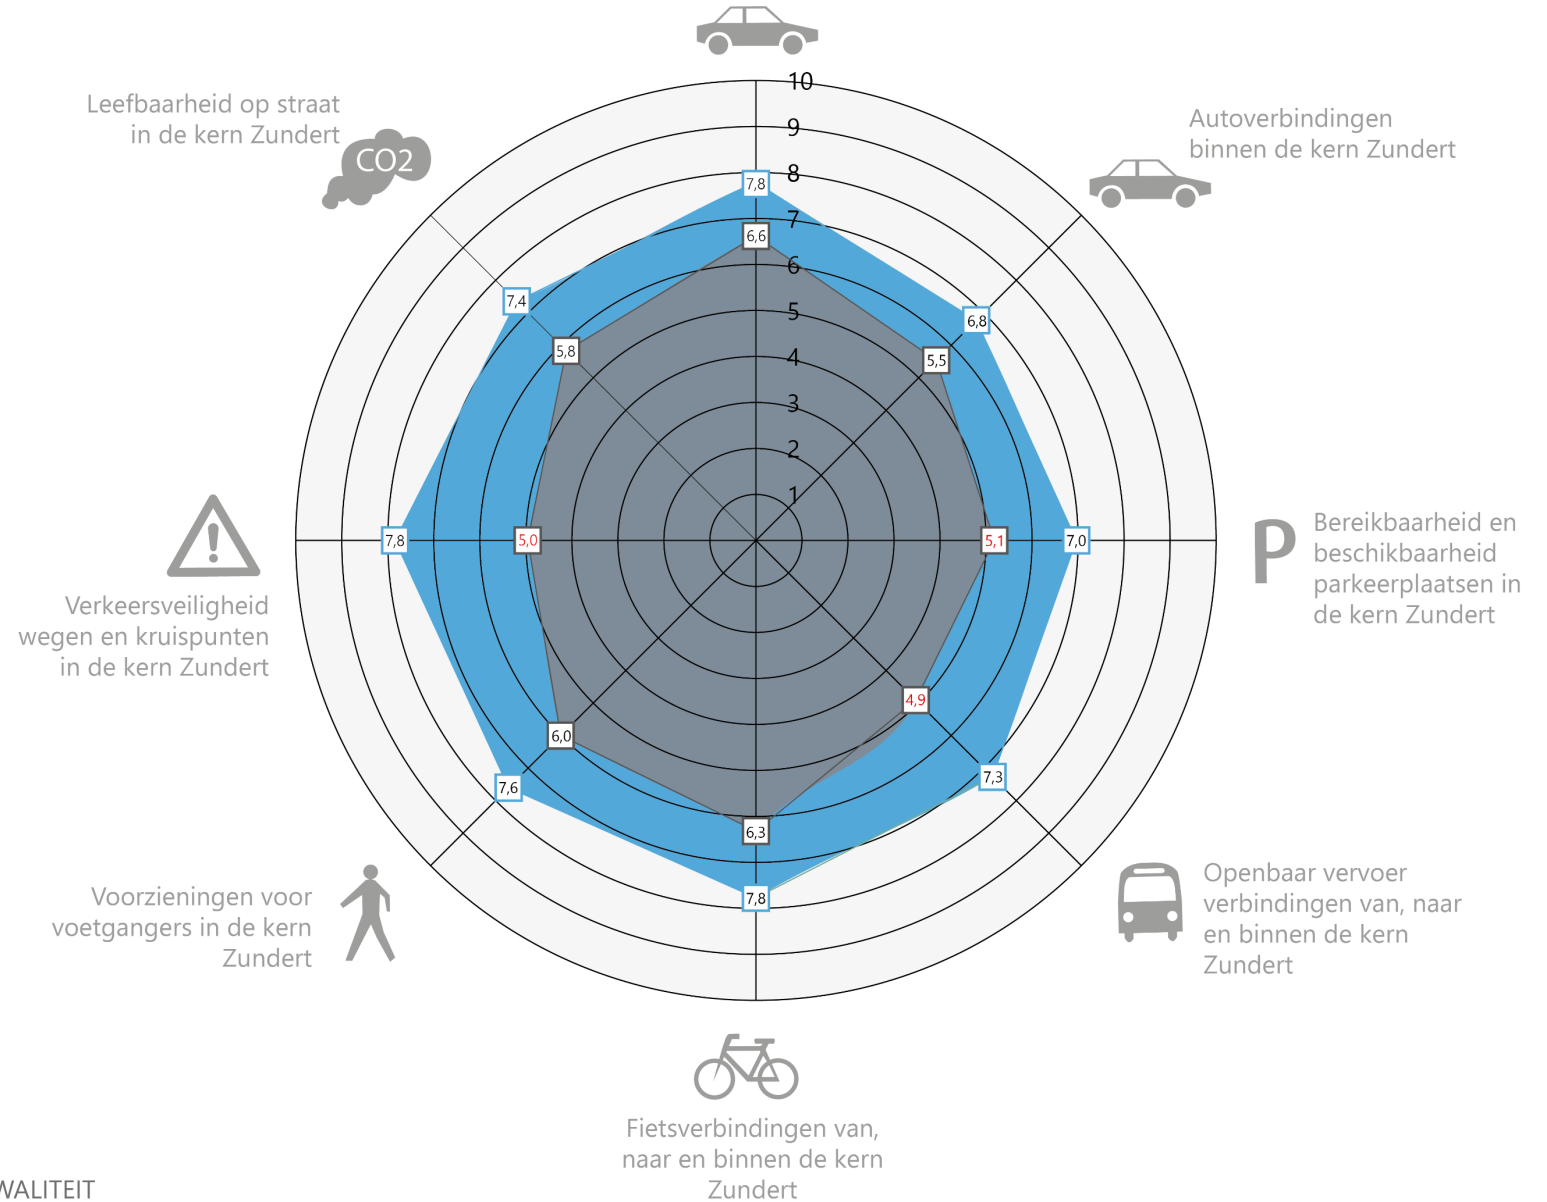 10
Leefbaarheid op straat
in de kern Zundert
CO2
Autoverbindingen
binnen de kern Zundert
9
8
7,8
7
6,6
6
7,4
6,8
5
5,8
5,5
4
3
2
1
7,8
5,0
5,1
7,0
P
Bereikbaarheid en
beschikbaarheid
parkeerplaatsen in
de kern Zundert
!
Verkeersveiligheid
wegen en kruispunten
in de kern Zundert
4,9
6,0
7,3
7,6
6,3
7,8
Voorzieningen voor
voetgangers in de kern
Zundert
Openbaar vervoer
verbindingen van, naar
en binnen de kern
Zundert
Fietsverbindingen van,
naar en binnen de kern
Zundert
WALITEIT